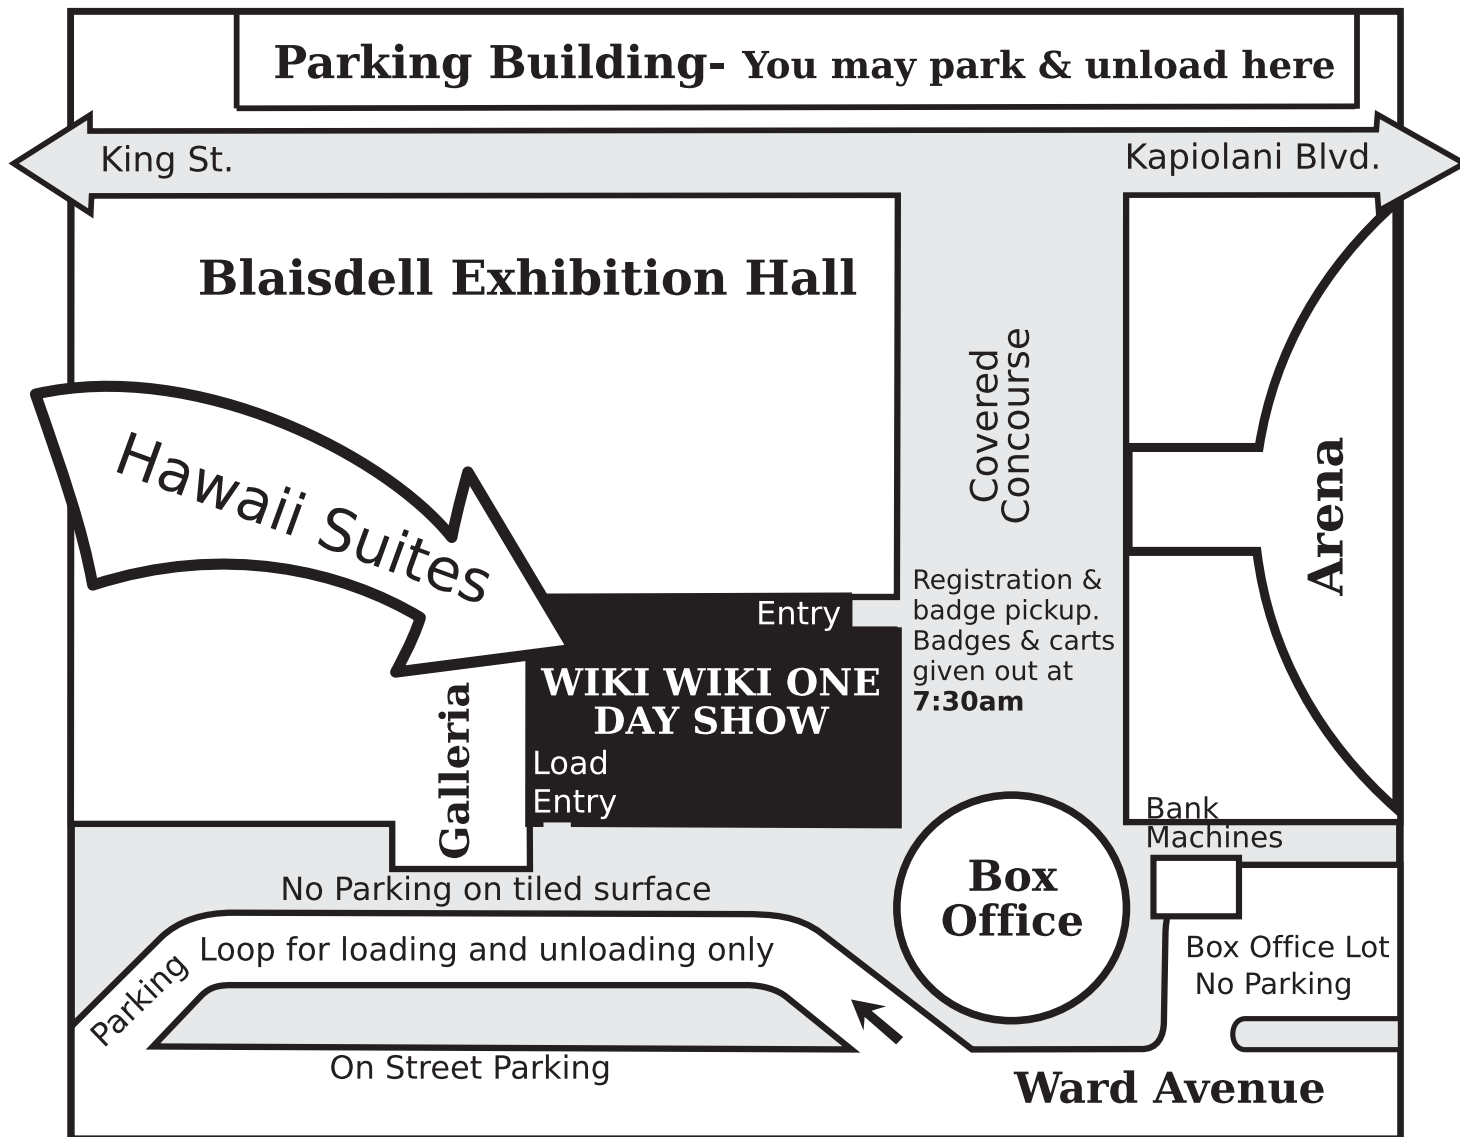 Parking Building- You may park & unload here
King St.
Kapiolani Blvd.
Blaisdell Exhibition Hall
Covered
Concourse
Hawaii Suites
Arena
Registration &
badge pickup.
Badges & carts
given out at
7:30am
Entry
WIKI WIKI ONE
DAY SHOW
Load
Entry
Galleria
Bank
Machines
Box
Office
No Parking on tiled surface
Loop for loading and unloading only
Parking
Box Office Lot
No Parking
On Street Parking
Ward Avenue